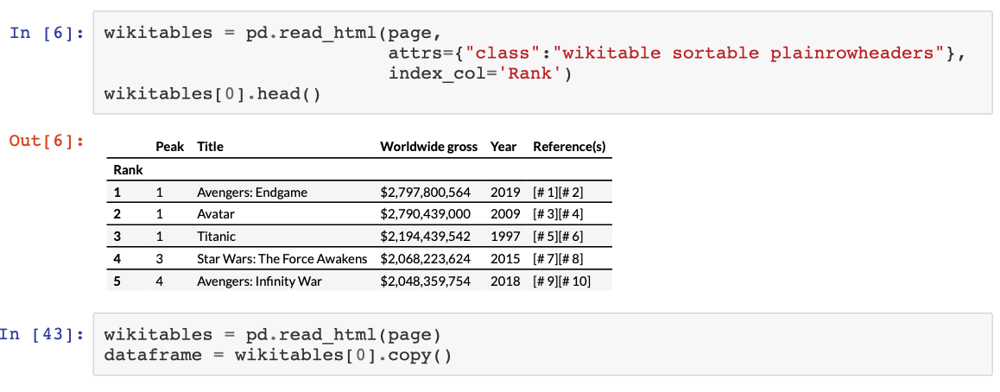 In [6]: wikitables = pd.read_html(page,
attrs={"class":"wikitable sortable plainrowheaders"},
index_col='Rank')
wikitables[0].head()
Out[6]:
Peak Title Worldwide gross Year Reference(s)
Rank
1 1 Avengers: Endgame $2,797,800,564 2019 [# 1][# 2]
2 1 Avatar $2,790,439,000 2009 [# 3][# 4]
3 1 Titanic $2,194,439,542 1997 [# 5][# 6]
4 3 Star Wars: The Force Awakens $2,068,223,624 2015 [# 7][# 8]
5 4 Avengers: Infinity War $2,048,359,754 2018 [# 9][# 10]
In [43]: wikitables = pd.read_html(page)
dataframe = wikitables[0].copy()